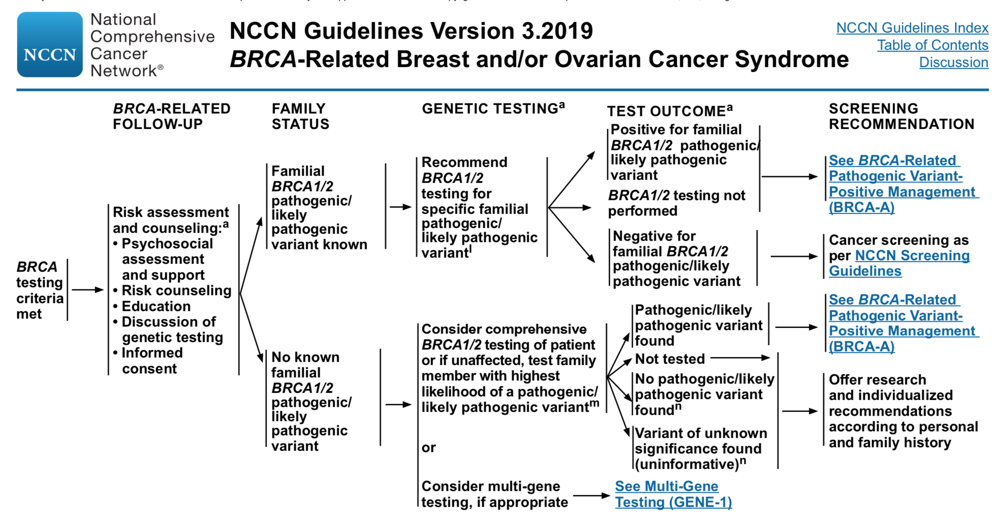 National
Comprehensive
Cancer
Network®
NCCN
NCCN Guidelines Version 3.2019
BRCA-Related Breast and/or Ovarian Cancer Syndrome
NCCN Guidelines Index
Table of Contents
Discussion
BRCA-RELATED
FOLLOW-UP
FAMILY
STATUS
GENETIC TESTINGa
TEST OUTCOMEa
SCREENING
RECOMMENDATION
BRCA
testing
criteria
met
Risk assessment
and counseling:a
• Psychosocial
assessment
and support
• Risk counseling
• Education
• Discussion of
genetic testing
• Informed
consent
Familial
BRCA1/2
pathogenic/
likely
pathogenic
variant known
Recommend
BRCA1/2
testing for
specific familial
pathogenic/
likely pathogenic
variantl
Positive for familial
BRCA1/2 pathogenic/
likely pathogenic
variant
BRCA1/2 testing not
performed
See BRCA-Related
Pathogenic Variant-
Positive Management
(BRCA-A)
Negative for
familial BRCA1/2
pathogenic/likely
pathogenic variant
Cancer screening as
per NCCN Screening
Guidelines
No known
familial
BRCA1/2
pathogenic/
likely
pathogenic
variant
Consider comprehensive
BRCA1/2 testing of patient
or if unaffected, test family
member with highest
likelihood of a pathogenic/
likely pathogenic variantm
or
Consider multi-gene
testing, if appropriate
Pathogenic/likely
pathogenic variant
found
Not tested
No pathogenic/likely
pathogenic variant
foundn
Variant of unknown
significance found
(uninformative)n
See Multi-Gene
Testing (GENE-1)
See BRCA-Related
Pathogenic Variant-
Positive Management
(BRCA-A)
Offer research
and individualized
recommendations
according to personal
and family history